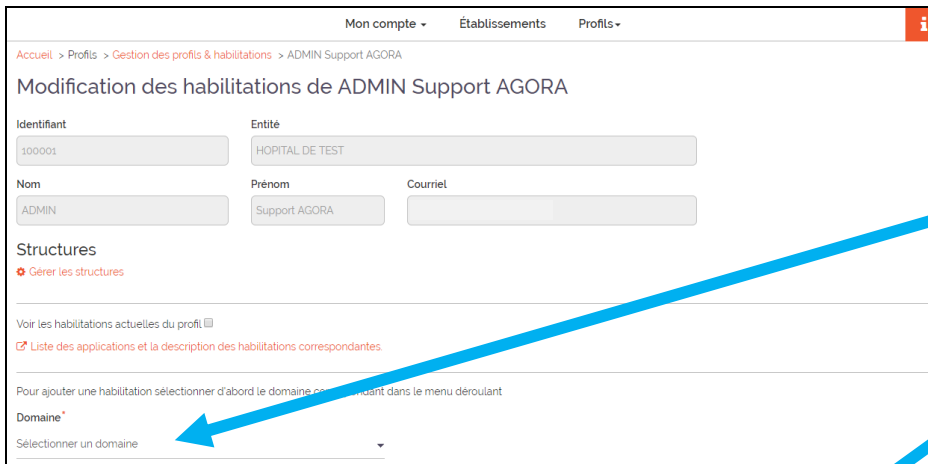 Mon compte Établissements Profils i
Accueil > Profils > Gestion des profils & habilitations > ADMIN Support AGORA
Modification des habilitations de ADMIN Support AGORA
Identifiant Entité
100001 HOPITAL DE TEST
Nom Prénom Courriel
ADMIN Support AGORA
Structures
Gérer les structures
Voir les habilitations actuelles du profil
Liste des applications et la description des habilitations correspondantes
Pour ajouter une habilitation sélectionner d'abord le domaine dans le menu déroulant
Domaine*
Sélectionner un domaine